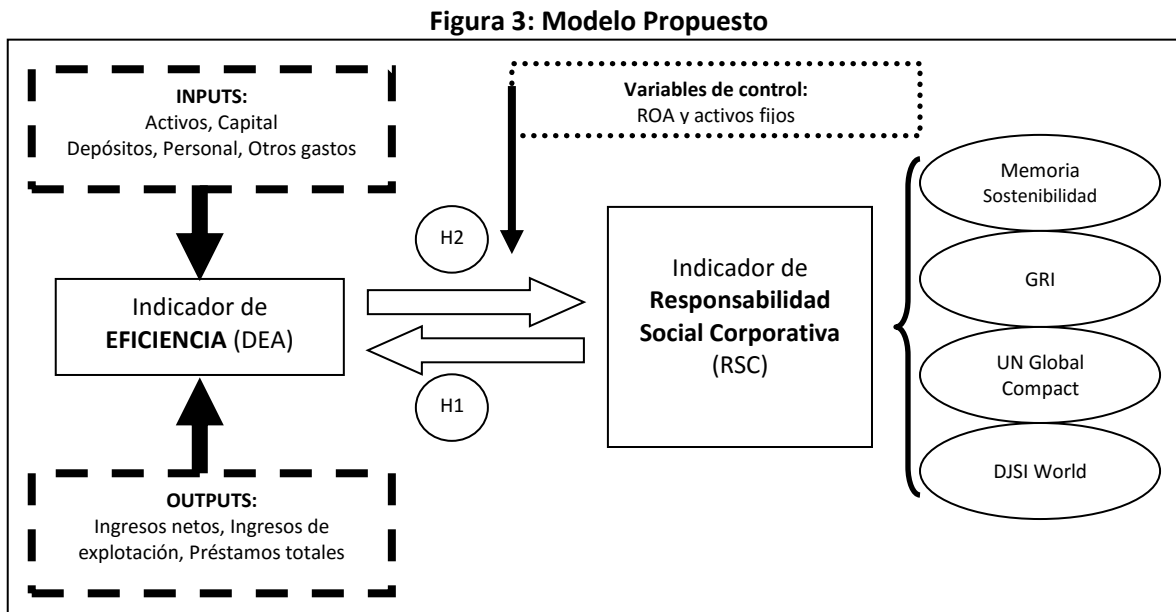 Figura 3: Modelo Propuesto
INPUTS:
Activos, Capital
Depósitos, Personal, Otros gastos
Variables de control:
ROA y activos fijos
Memoria
Sostenibilidad
H2
Indicador de
EFICIENCIA (DEA)
Indicador de
Responsabilidad
Social Corporativa
(RSC)
GRI
UN Global
Compact
H1
DJSI World
OUTPUTS:
Ingresos netos, Ingresos de
explotación, Préstamos totales